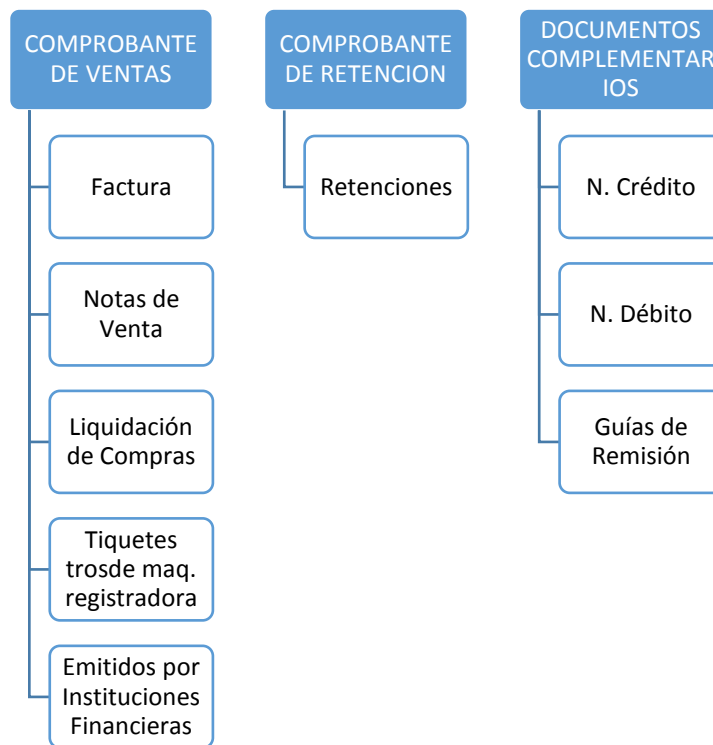 COMPROBANTE
DE VENTAS
Factura
Notas de
Venta
Liquidación
de Compras
Tiquetes
trosde maq.
registradora
Emitidos por
Instituciones
Financieras
COMPROBANTE
DE RETENCION
Retenciones
DOCUMENTOS
COMPLEMENTAR
IOS
N. Crédito
N. Débito
Guías de
Remisión